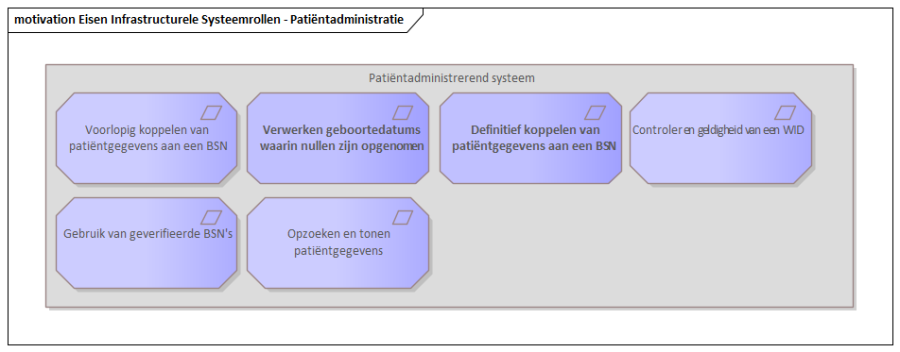 motivation Eisen Infrastructurele Systeemrollen - Patiëntadministratie
Patiëntadministrerend systeem
Voorlopig koppelen van
patiëntgegevens aan een BSN
Verwerken geboortedatums
waarin nullen zijn opgenomen
Definitief koppelen van
patiëntgegevens aan een BSN
Controleren geldigheid van een WID
Gebruik van geverifieerde BSN's
Opzoeken en tonen
patiëntgegevens